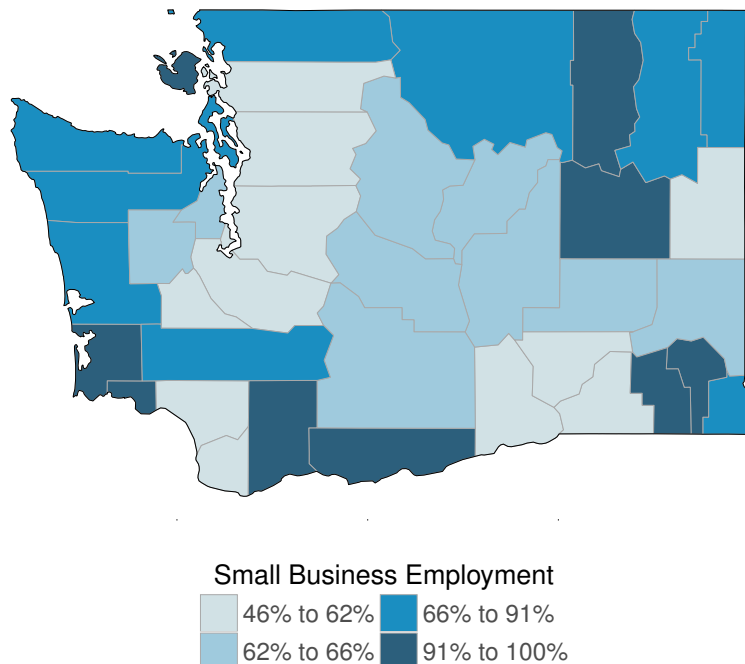 Small Business Employment
46% to 62% 66% to 91%
62% to 66% 91% to 100%